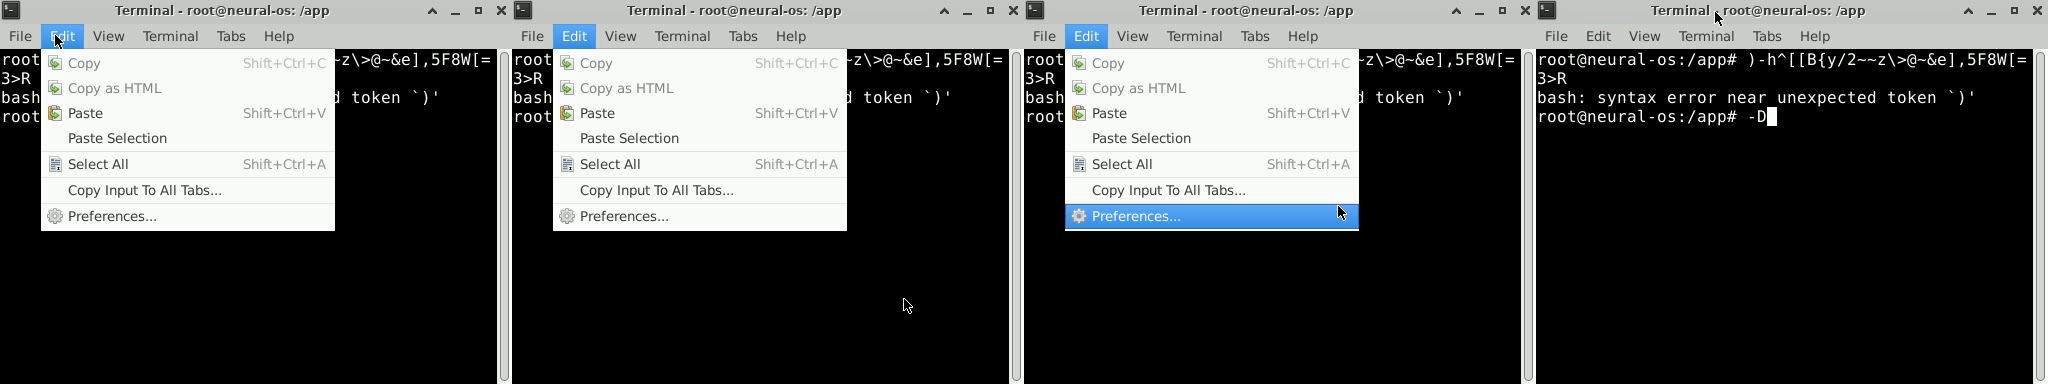 Terminal - root@neural-os: /app
File Edit View Terminal Tabs Help
root ~z\>@~&e],5F8W[=
Copy Shift+Ctrl+C
3>R
Copy as HTML
bash d token `)'
Paste Shift+Ctrl+V
root
Paste Selection
Select All Shift+Ctrl+A
Copy Input To All Tabs...
Preferences...
Terminal - root@neural-os: /app
File Edit View Terminal Tabs Help
root ~z\>@~&e],5F8W[=
Copy Shift+Ctrl+C
3>R
Copy as HTML
bash d token `)'
Paste Shift+Ctrl+V
root
Paste Selection
Select All Shift+Ctrl+A
Copy Input To All Tabs...
Preferences...
Terminal - root@neural-os: /app
File Edit View Terminal Tabs Help
root ~z\>@~&e],5F8W[=
Copy Shift+Ctrl+C
3>R
Copy as HTML
bash d token `)'
Paste Shift+Ctrl+V
root
Paste Selection
Select All Shift+Ctrl+A
Copy Input To All Tabs...
Preferences...
Terminal - root@neural-os: /app
File Edit View Terminal Tabs Help
root@neural-os:/app# )-h^[[B{y/2~~z\>@~&e],5F8W[=
3>R
bash: syntax error near unexpected token `)'
root@neural-os:/app# -D